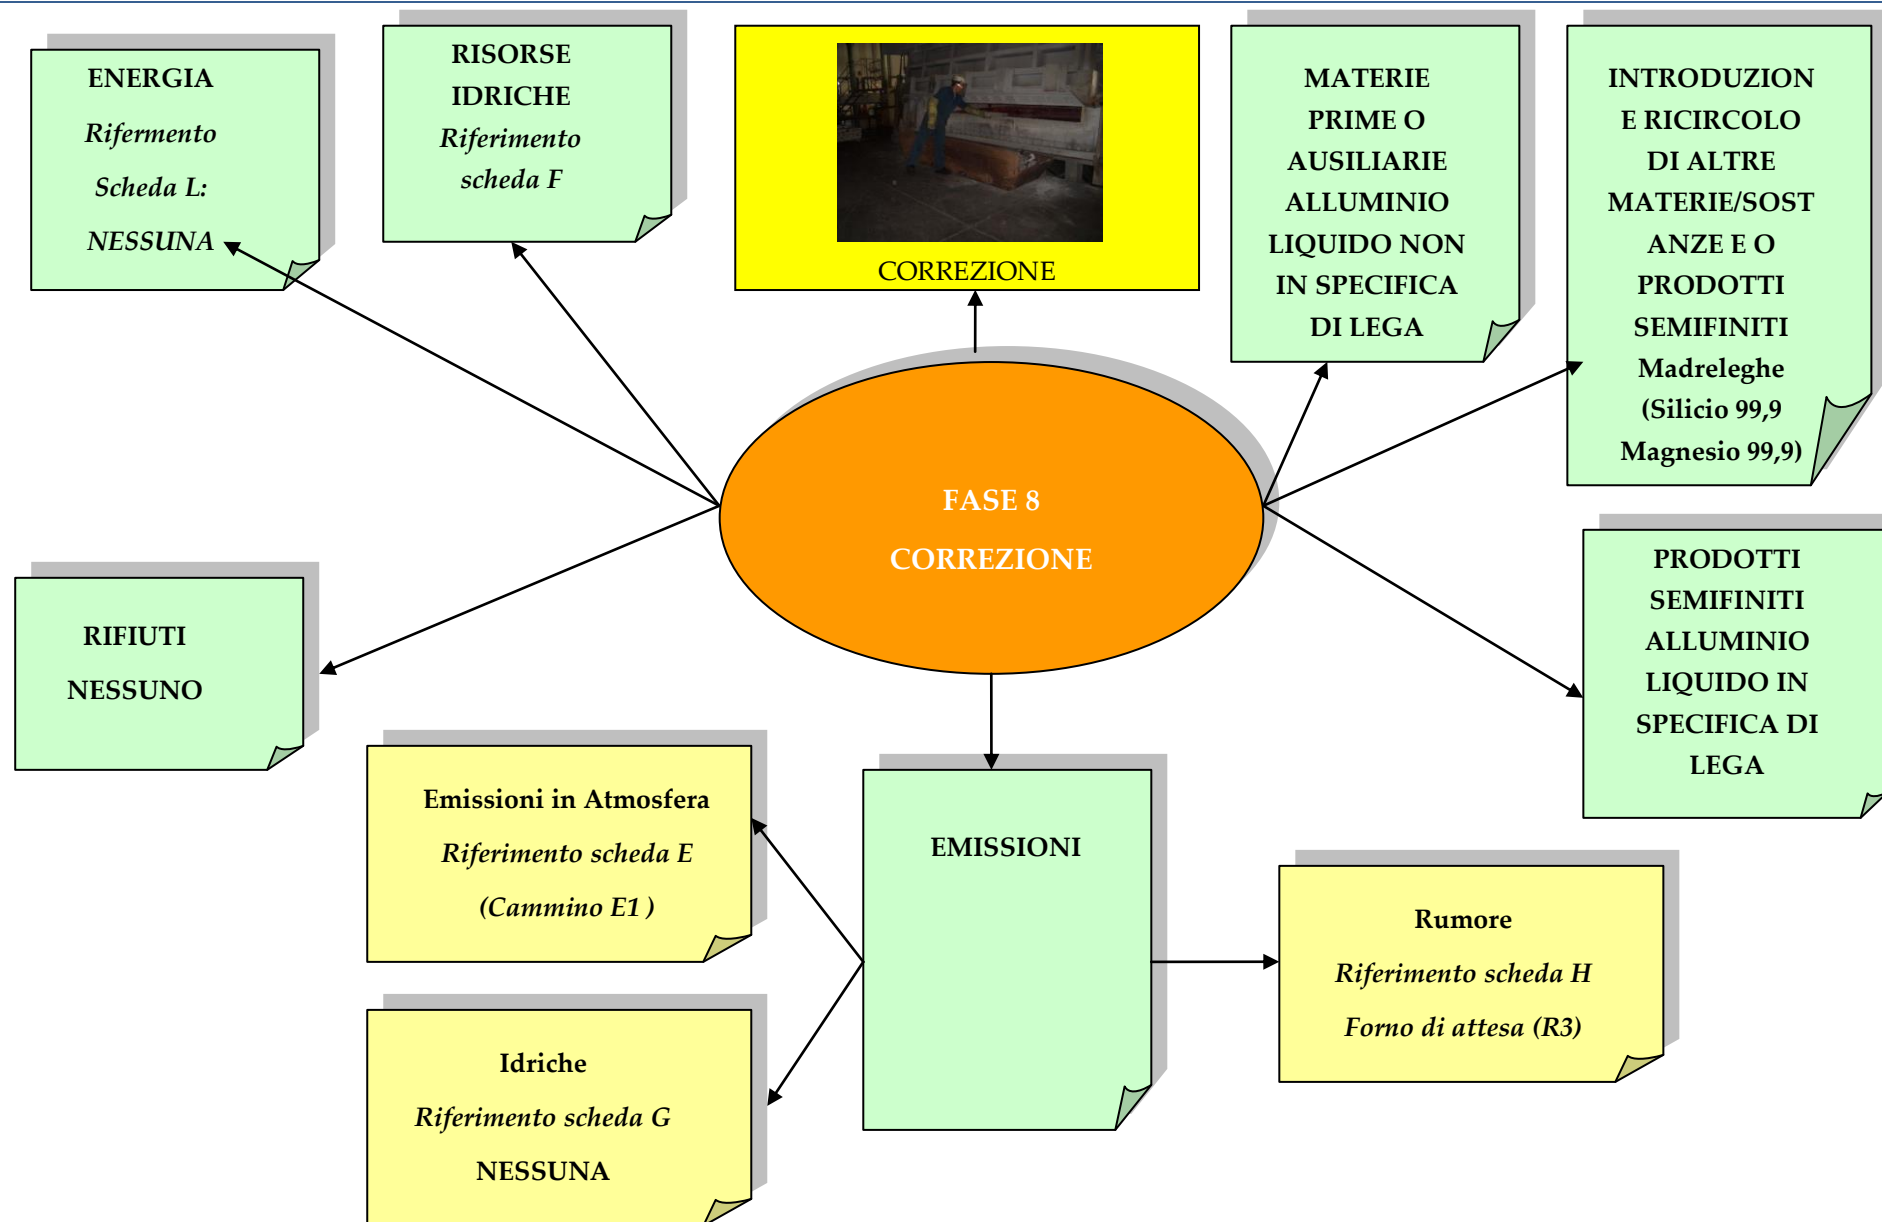 ENERGIA
Rifermento
Scheda L:
NESSUNA
RISORSE
IDRICHE
Riferimento
scheda F
CORREZIONE
MATERIE
PRIME O
AUSILIARIE
ALLUMINIO
LIQUIDO NON
IN SPECIFICA
DI LEGA
INTRODUZION
E RICIRCOLO
DI ALTRE
MATERIE/SOST
ANZE E O
PRODOTTI
SEMIFINITI
Madreleghe
(Silicio 99,9
Magnesio 99,9)
FASE 8
CORREZIONE
RIFIUTI
NESSUNO
PRODOTTI
SEMIFINITI
ALLUMINIO
LIQUIDO IN
SPECIFICA DI
LEGA
Emissioni in Atmosfera
Riferimento scheda E
(Cammino E1 )
EMISSIONI
Rumore
Riferimento scheda H
Forno di attesa (R3)
Idriche
Riferimento scheda G
NESSUNA